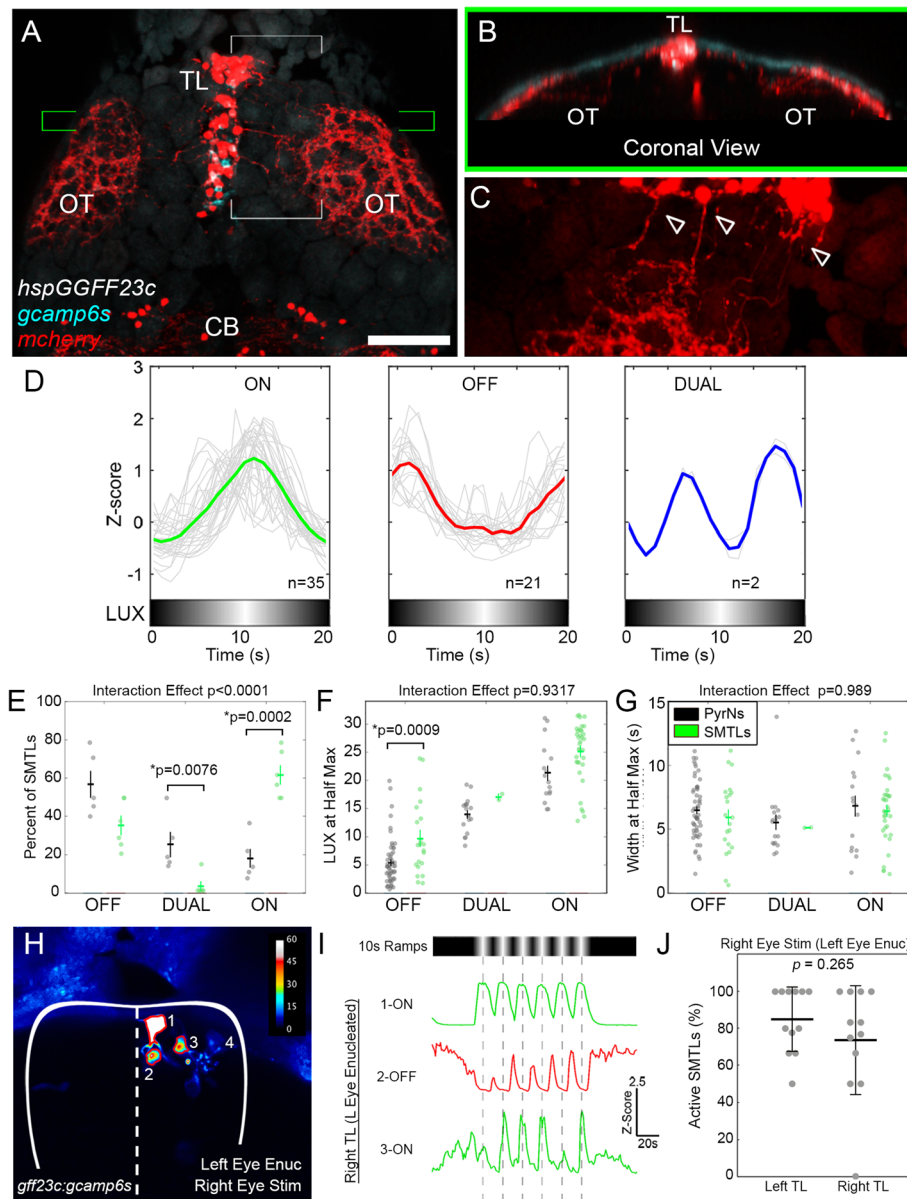 A
TL
OT
OT
hspGGFF23c
gcamp6s
mcherry
CB
B
TL
OT
OT
Coronal View
C
D
ON
OFF
DUAL
Z-score
3
2
1
0
-1
n=35
n=21
n=2
LUX
0 10 20
0 10 20
0 10 20
Time (s)
Time (s)
Time (s)
E
Interaction Effect p<0.0001
*p=0.0002
*p=0.0076
Percent of SMTLs
100
80
60
40
20
0
OFF DUAL ON
F
Interaction Effect p=0.9317
*p=0.0009
LUX at Half Max
30
25
20
15
10
5
0
OFF DUAL ON
G
Interaction Effect p=0.989
PyrNs
SMTLs
Width at Half Max (s)
15
10
5
0
OFF DUAL ON
H
60
45
30
15
0
1
2
3
4
gff23c:gcamp6s
Left Eye Enuc
Right Eye Stim
I
10s Ramps
1-ON
2-OFF
3-ON
Right TL (L Eye Enucleated)
2.5
Z-Score
20s
J
Right Eye Stim (Left Eye Enuc)
p = 0.265
Active SMTLs (%)
100
80
60
40
20
0
Left TL Right TL